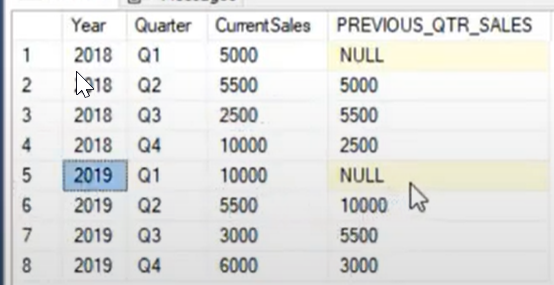 Year Quarter CurrentSales PREVIOUS_QTR_SALES
1 2018 Q1 5000 NULL
2 2018 Q2 5500 5000
3 2018 Q3 2500 5500
4 2018 Q4 10000 2500
5 2019 Q1 10000 NULL
6 2019 Q2 5500 10000
7 2019 Q3 3000 5500
8 2019 Q4 6000 3000